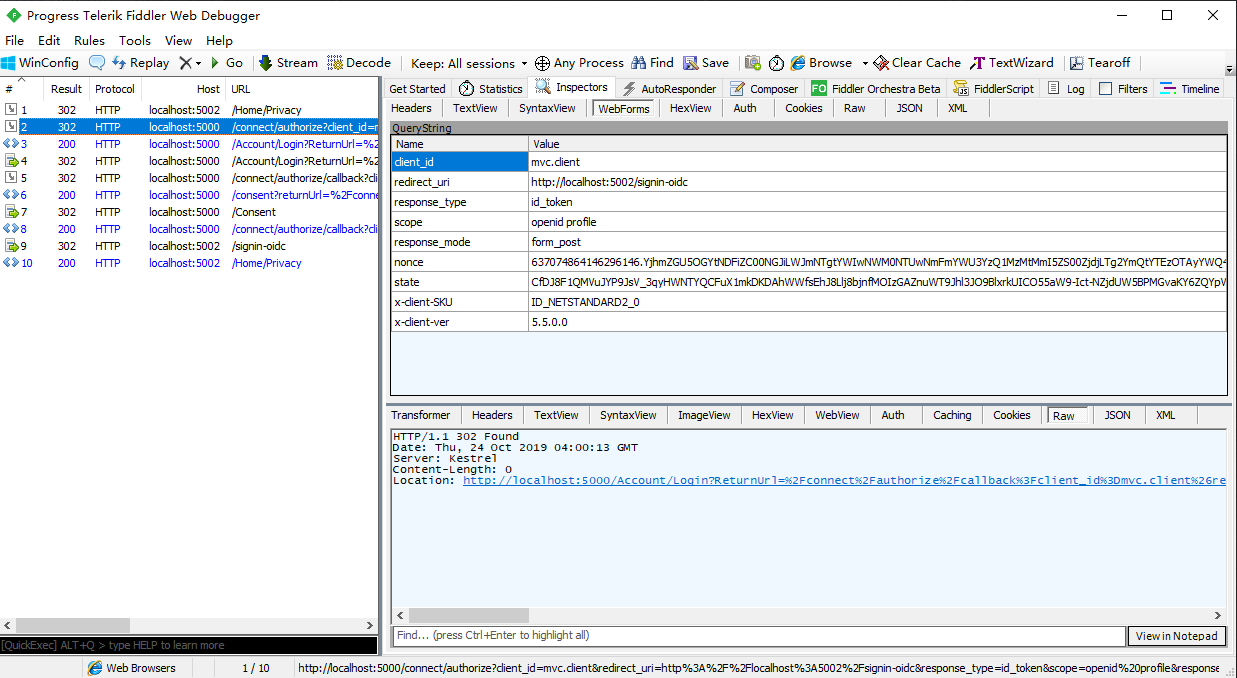 Progress Telerik Fiddler Web Debugger
File Edit Rules Tools View Help
WinConfig Replay Go Stream Decode Keep: All sessions Any Process Find Save Browse Clear Cache TextWizard Tearoff
# Result Protocol Host URL
1 302 HTTP localhost:5002 /Home/Privacy
2 302 HTTP localhost:5000 /connect/authorize?client_id=m
3 200 HTTP localhost:5000 /Account/Login?ReturnUrl=%2
4 302 HTTP localhost:5000 /Account/Login?ReturnUrl=%2
5 302 HTTP localhost:5000 /connect/authorize/callback?cli
6 200 HTTP localhost:5000 /consent?returnUrl=%2Fconne
7 302 HTTP localhost:5000 /Consent
8 200 HTTP localhost:5000 /connect/authorize/callback?cli
9 302 HTTP localhost:5002 /signin-oidc
10 200 HTTP localhost:5002 /Home/Privacy
Get Started Statistics Inspectors AutoResponder Composer FO Fiddler Orchestra Beta FiddlerScript Log Filters Timeline
Headers TextView SyntaxView WebForms HexView Auth Cookies Raw JSON XML
QueryString
Name Value
client_id mvc.client
redirect_uri http://localhost:5002/signin-oidc
response_type id_token
scope openid profile
response_mode form_post
nonce
state
x-client-SKU ID_NETSTANDARD2_0
x-client-ver 5.5.0.0
Transformer Headers TextView SyntaxView ImageView HexView WebView Auth Caching Cookies Raw JSON XML
HTTP/1.1 302 Found
Date: Thu, 24 Oct 2019 04:00:13 GMT
Server: Kestrel
Content-Length: 0
Location: http://localhost:5000/Account/Login?ReturnUrl=%2Fconnect%2Fauthorize%2Fcallback%3Fclient_id%3Dmvc.client%26re
Find... (press Ctrl+Enter to highlight all)
View in Notepad
[QuickExec] ALT+Q > type HELP to learn more
Web Browsers 1 / 10 http://localhost:5000/connect/authorize?client_id=mvc.client&redirect_uri=http%3A%2F%2Flocalhost%3A5002%2Fsignin-oidc&response_type=id_token&scope=openid%20profile&response